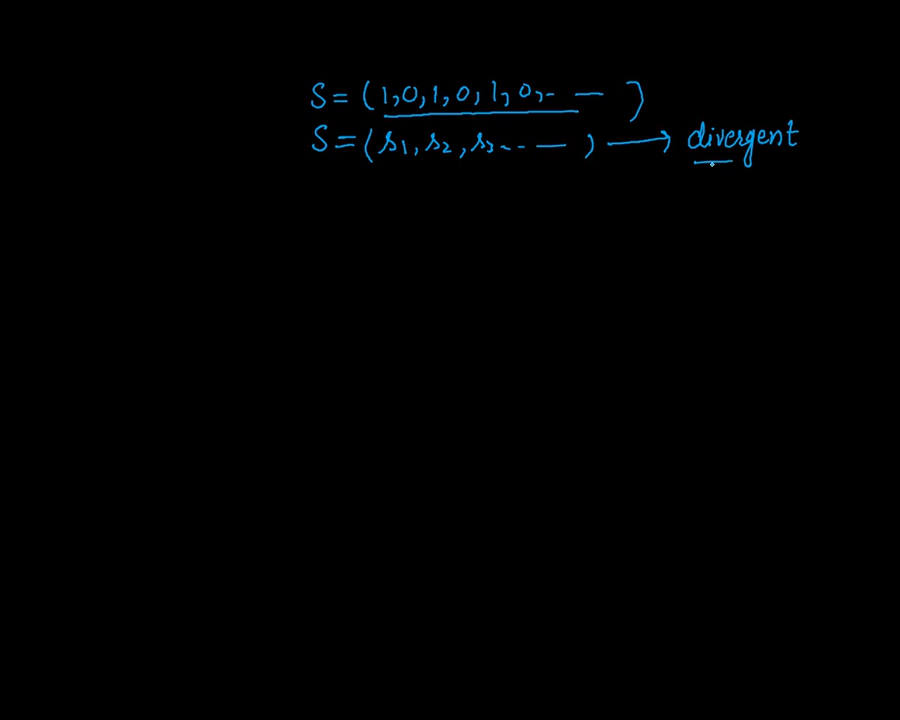 S = (1,0,1,0,1,0,.. — )
S = (s1, s2, s3.. .. — ) → divergent